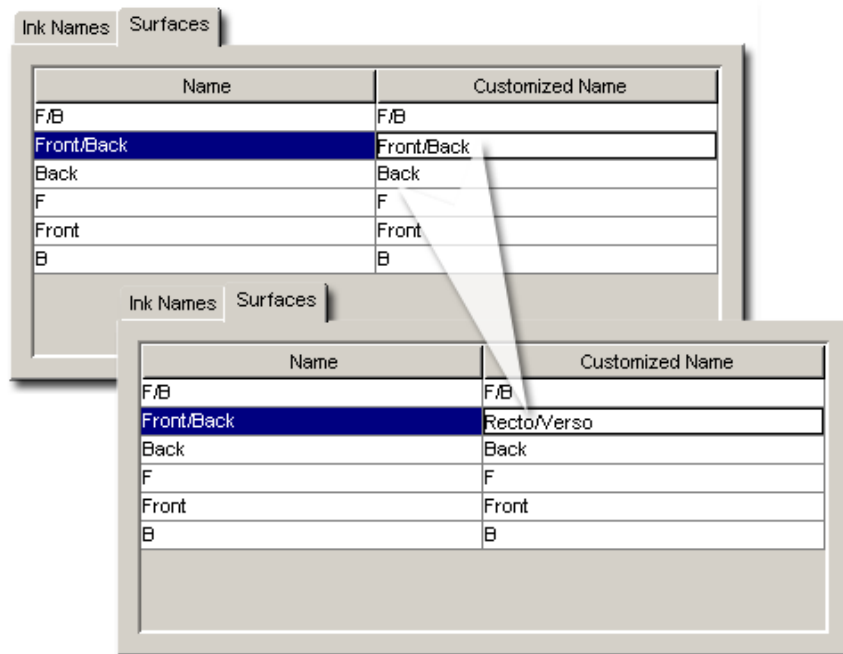 Ink Names Surfaces
Name Customized Name
F/B F/B
Front/Back Front/Back
Back Back
F F
Front Front
B B
Ink Names Surfaces
Name Customized Name
F/B F/B
Front/Back Recto/Verso
Back Back
F F
Front Front
B B